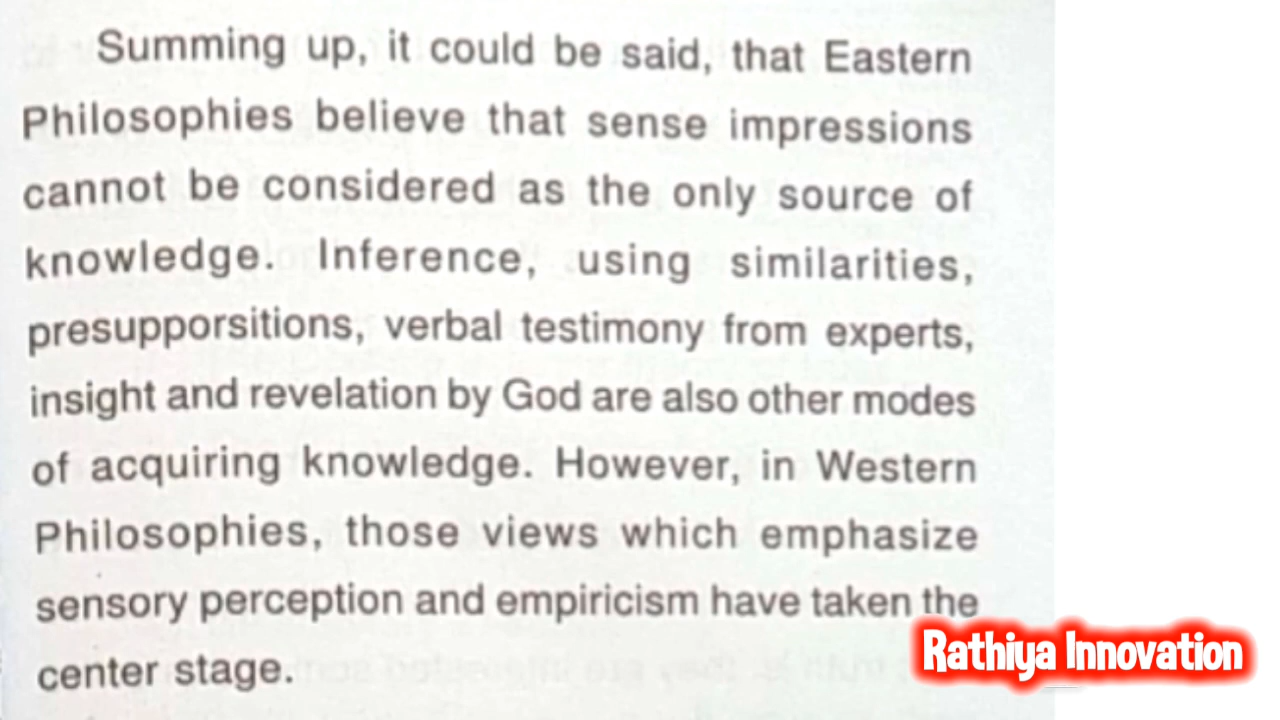 Summing up, it could be said, that Eastern
Philosophies believe that sense impressions
cannot be considered as the only source of
knowledge. Inference, using similarities,
presupporsitions, verbal testimony from experts,
insight and revelation by God are also other modes
of acquiring knowledge. However, in Western
Philosophies, those views which emphasize
sensory perception and empiricism have taken the
center stage.
Rathiya Innovation